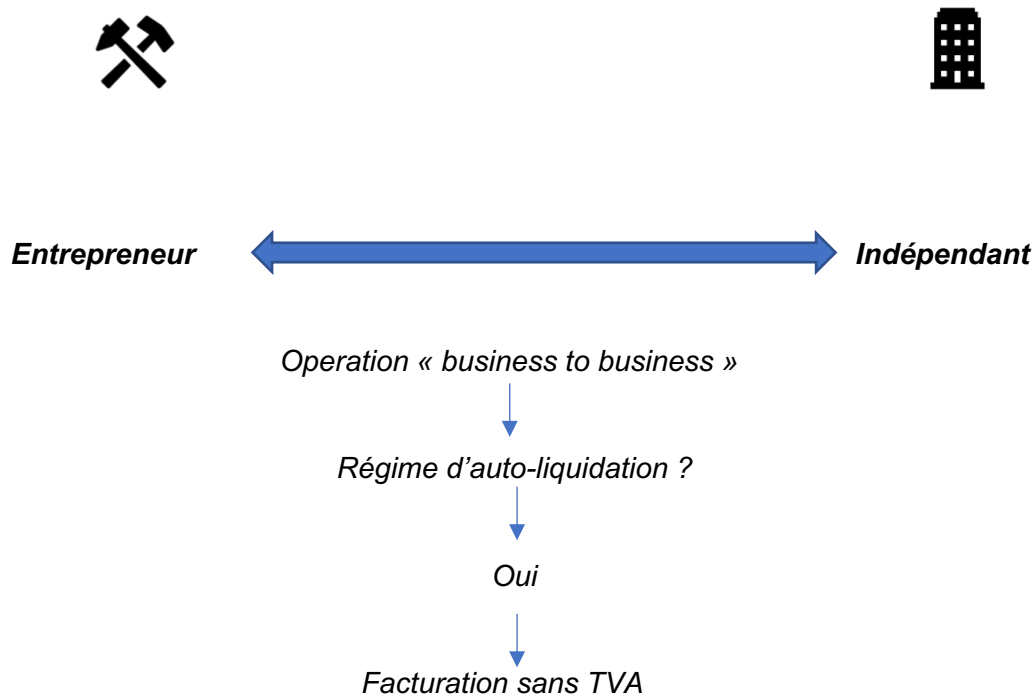 Entrepreneur
Indépendant
Operation « business to business »
Régime d’auto-liquidation ?
Oui
Facturation sans TVA